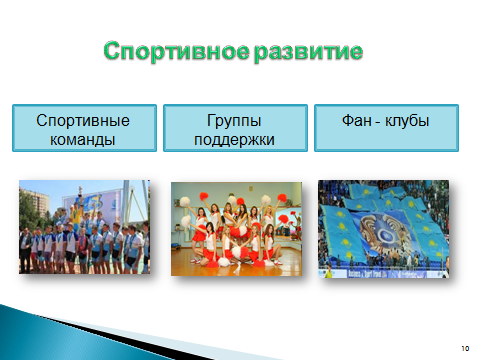 Спортивное развитие
Спортивные
команды
Группы
поддержки
Фан - клубы
10